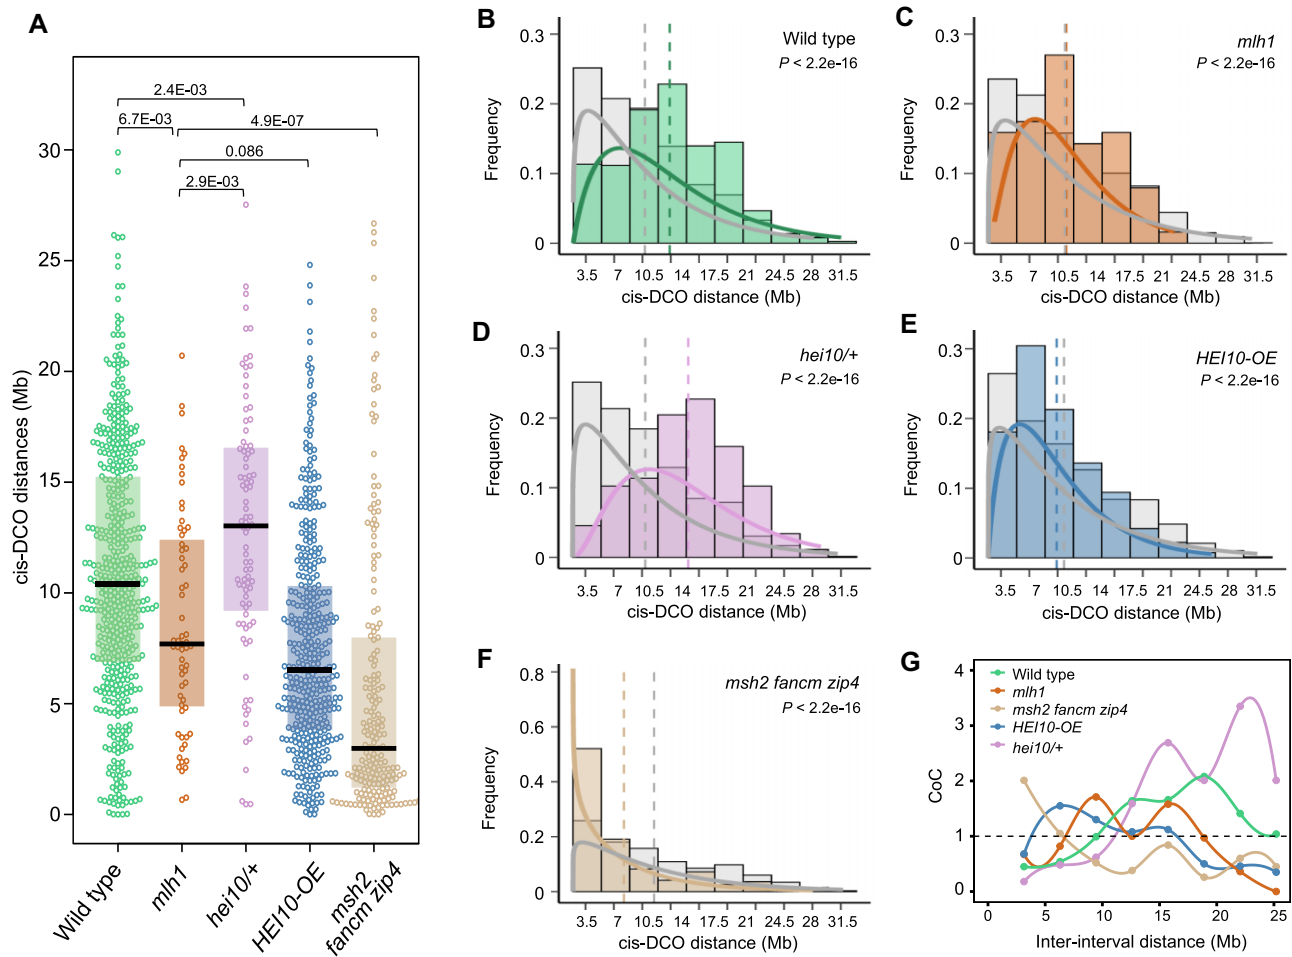 A
cis-DCO distances (Mb)
30
25
20
15
10
5
0
2.4E-03
6.7E-03
4.9E-07
0.086
2.9E-03
Wild type
mlh1
hei10/+
HEI10-OE
msh2
fancm zip4
B
Wild type
P < 2.2e-16
Frequency
0.3
0.2
0.1
0
3.5 7 10.5 14 17.5 21 24.5 28 31.5
cis-DCO distance (Mb)
C
mlh1
P < 2.2e-16
Frequency
0.3
0.2
0.1
0
3.5 7 10.5 14 17.5 21 24.5 28 31.5
cis-DCO distance (Mb)
D
hei10/+
P < 2.2e-16
Frequency
0.3
0.2
0.1
0
3.5 7 10.5 14 17.5 21 24.5 28 31.5
cis-DCO distance (Mb)
E
HEI10-OE
P < 2.2e-16
Frequency
0.3
0.2
0.1
0
3.5 7 10.5 14 17.5 21 24.5 28 31.5
cis-DCO distance (Mb)
F
msh2 fancm zip4
P < 2.2e-16
Frequency
0.8
0.6
0.4
0.2
0
3.5 7 10.5 14 17.5 21 24.5 28 31.5
cis-DCO distance (Mb)
G
Wild type
mlh1
msh2 fancm zip4
HEI10-OE
hei10/+
CoC
4
3
2
1
0
0 5 10 15 20 25
Inter-interval distance (Mb)